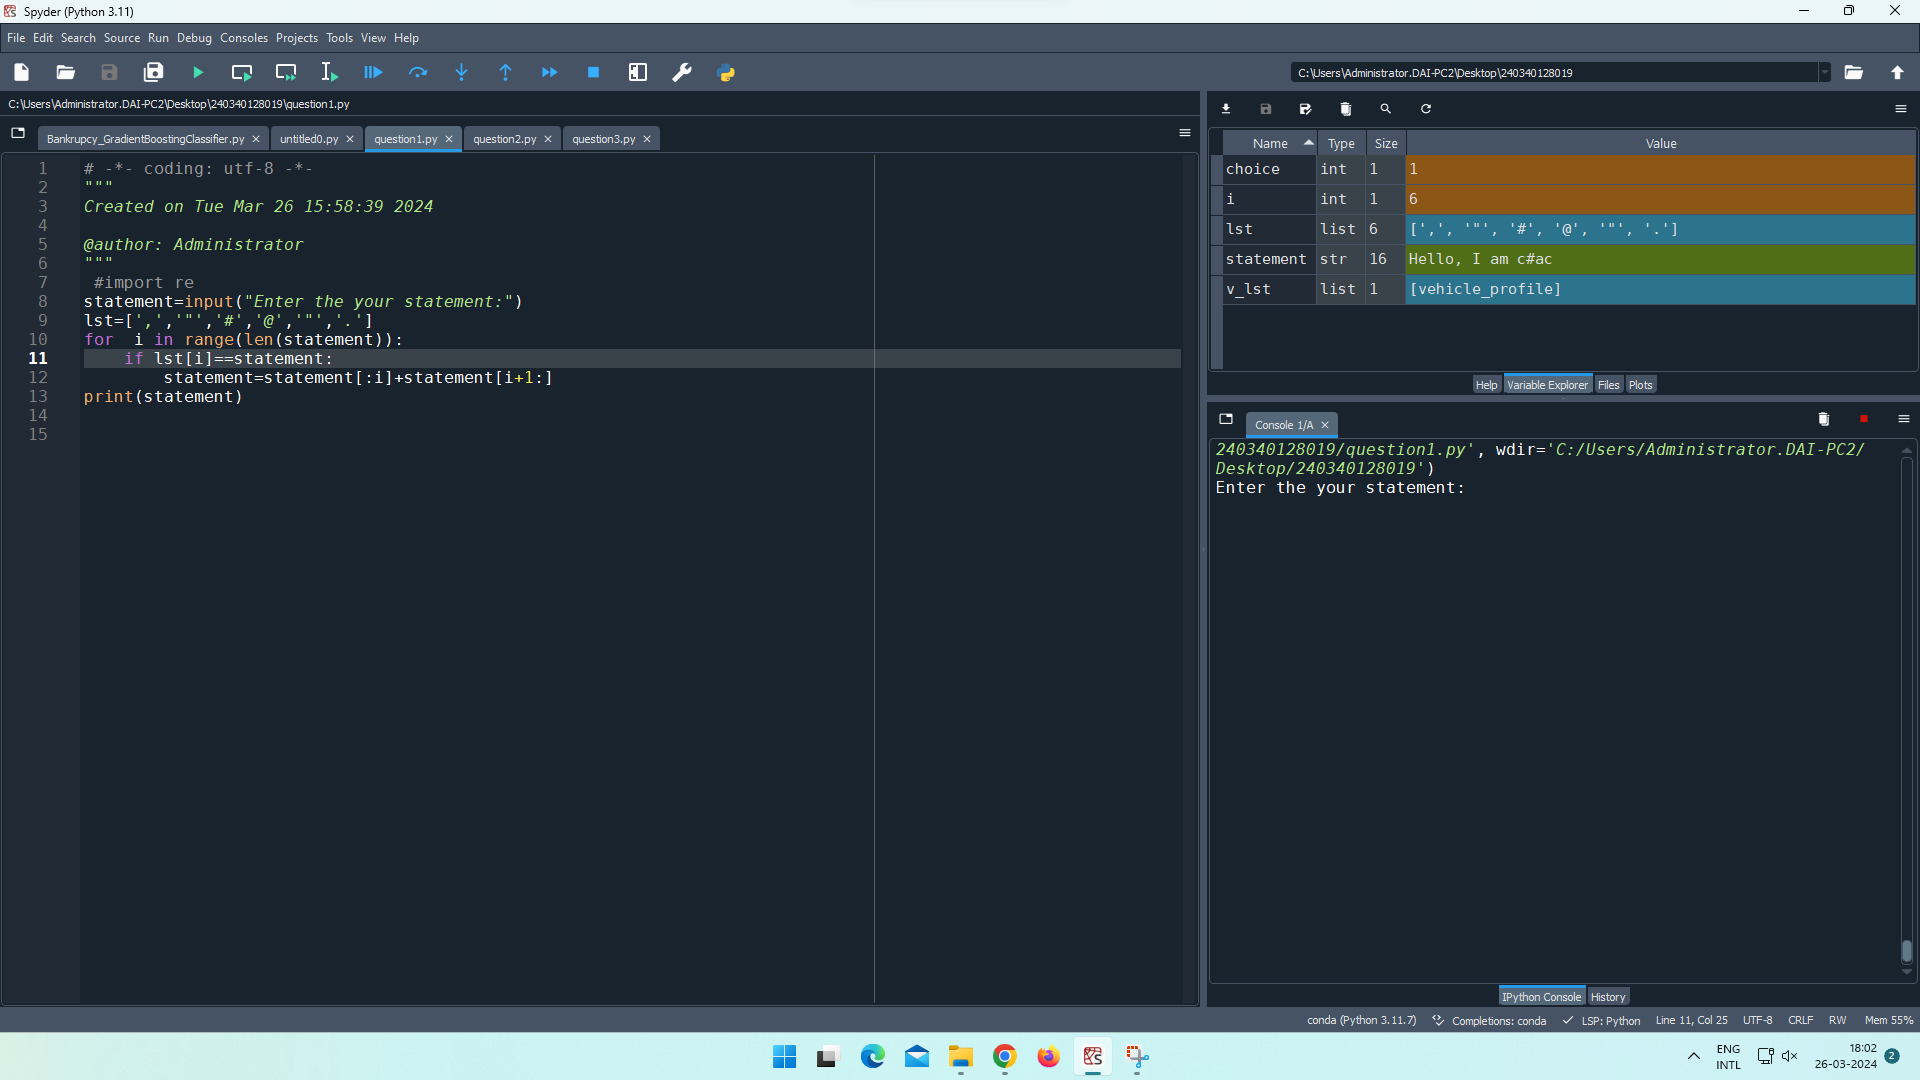 Spyder (Python 3.11)
File Edit Search Source Run Debug Consoles Projects Tools View Help
C:\Users\Administrator.DAI-PC2\Desktop\240340128019
C:\Users\Administrator.DAI-PC2\Desktop\240340128019\question1.py
Bankrupcy_GradientBoostingClassifier.py untitled0.py question1.py question2.py question3.py
1 # -*- coding: utf-8 -*-
2 """
3 Created on Tue Mar 26 15:58:39 2024
4
5 @author: Administrator
6 """
7 #import re
8 statement=input("Enter the your statement:")
9 lst=[',','"','#','@','"','.']
10 for  i in range(len(statement)):
11 if lst[i]==statement:
12 statement=statement[:i]+statement[i+1:]
13 print(statement)
14
15
Name Type Size Value
choice int 1 1
i int 1 6
lst list 6 [',', '"', '#', '@', '"', '.']
statement str 16 Hello, I am c#ac
v_lst list 1 [vehicle_profile]
Help Variable Explorer Files Plots
Console 1/A
240340128019/question1.py', wdir='C:/Users/Administrator.DAI-PC2/
Desktop/240340128019')
Enter the your statement:
IPython Console History
conda (Python 3.11.7) Completions: conda LSP: Python Line 11, Col 25 UTF-8 CRLF RW Mem 55%
ENG
INTL
18:02
26-03-2024
2